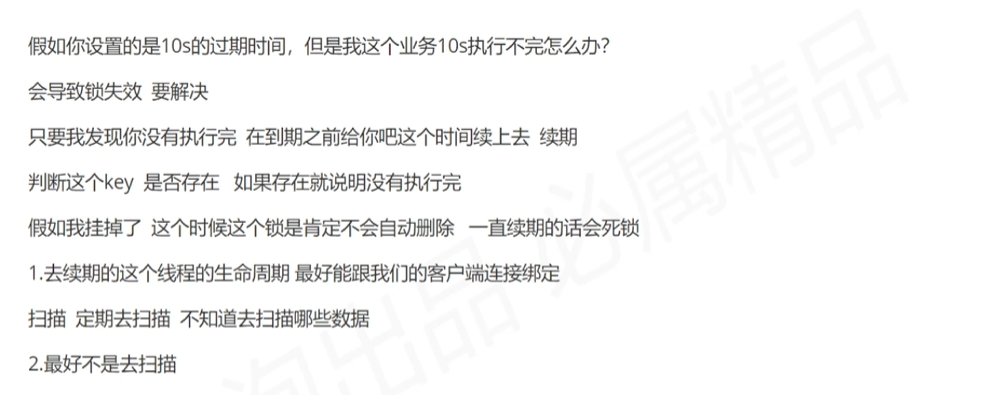 假如你设置的是10s的过期时间，但是我这个业务10s执行不完怎么办？
会导致锁失效 要解决
只要我发现你没有执行完 在到期之前给你吧这个时间续上去 续期
判断这个key 是否存在 如果存在就说明没有执行完
假如我挂掉了 这个时候这个锁是肯定不会自动删除 一直续期的话会死锁
1.去续期的这个线程的生命周期 最好能跟我们的客户端连接绑定
扫描 定期去扫描 不知道去扫描哪些数据
2.最好不是去扫描
淘出品 必属精品